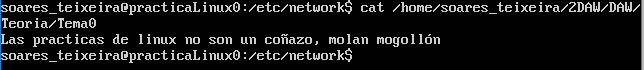 soares_teixeira@practicaLinux0:/etc/network$ cat /home/soares_teixeira/2DAW/DAW/
Teoria/Tema0
Las practicas de linux no son un coñazo, molan mogollón
soares_teixeira@practicaLinux0:/etc/network$